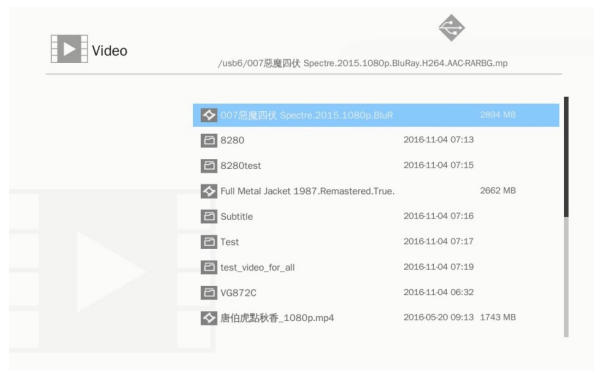 Video
/usb6/007惡魔四伏 Spectre.2015.1080p.BluRay.H264.AAC-RARBG.mp
007惡魔四伏 Spectre.2015.1080p.BluR 2894 MB
8280 2016-11-04 07:13
8280test 2016-11-04 07:15
Full Metal Jacket 1987.Remastered.True. 2662 MB
Subtitle 2016-11-04 07:16
Test 2016-11-04 07:17
test_video_for_all 2016-11-04 07:19
VG872C 2016-11-04 06:32
唐伯虎點秋香_1080p.mp4 2016-05-20 09:13 1743 MB